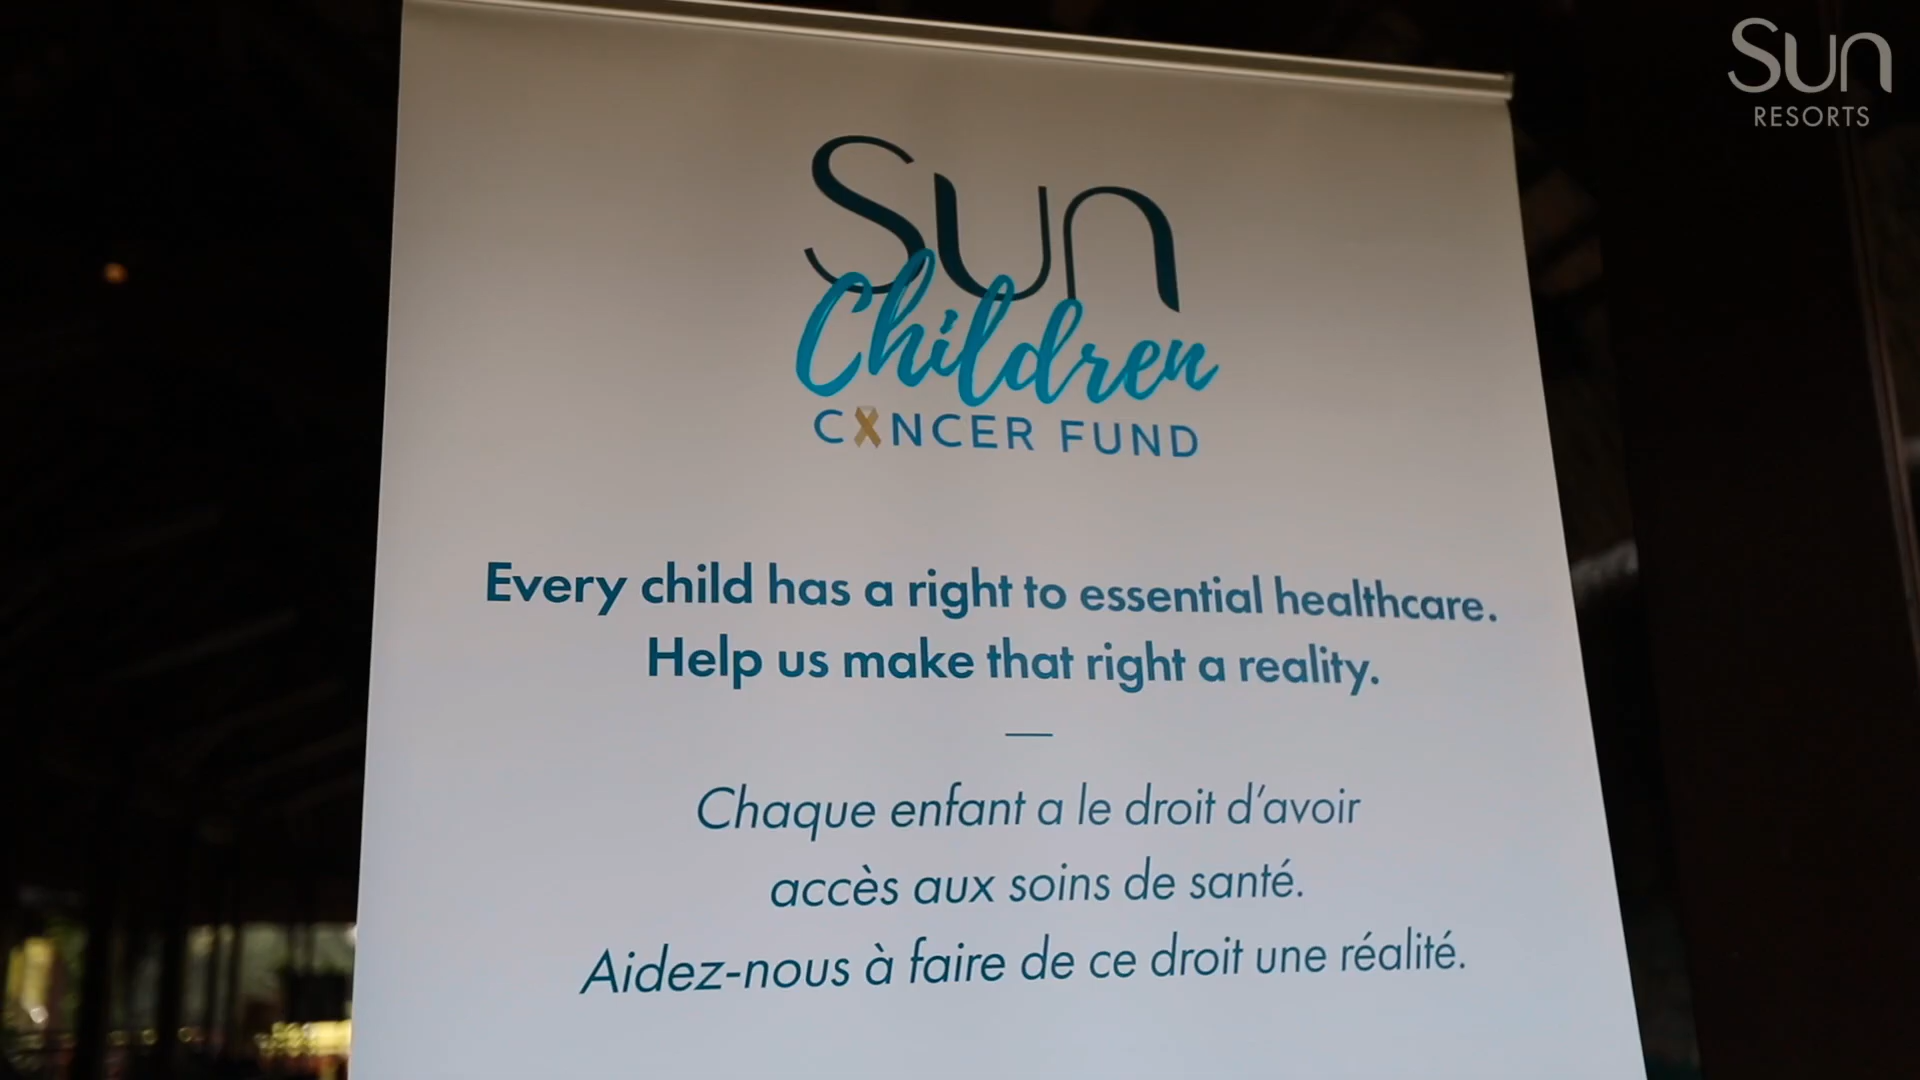 Sun
RESORTS
Sun
Children
CANCER FUND
Every child has a right to essential healthcare.
Help us make that right a reality.
Chaque enfant a le droit d'avoir
accès aux soins de santé.
Aidez-nous à faire de ce droit une réalité.